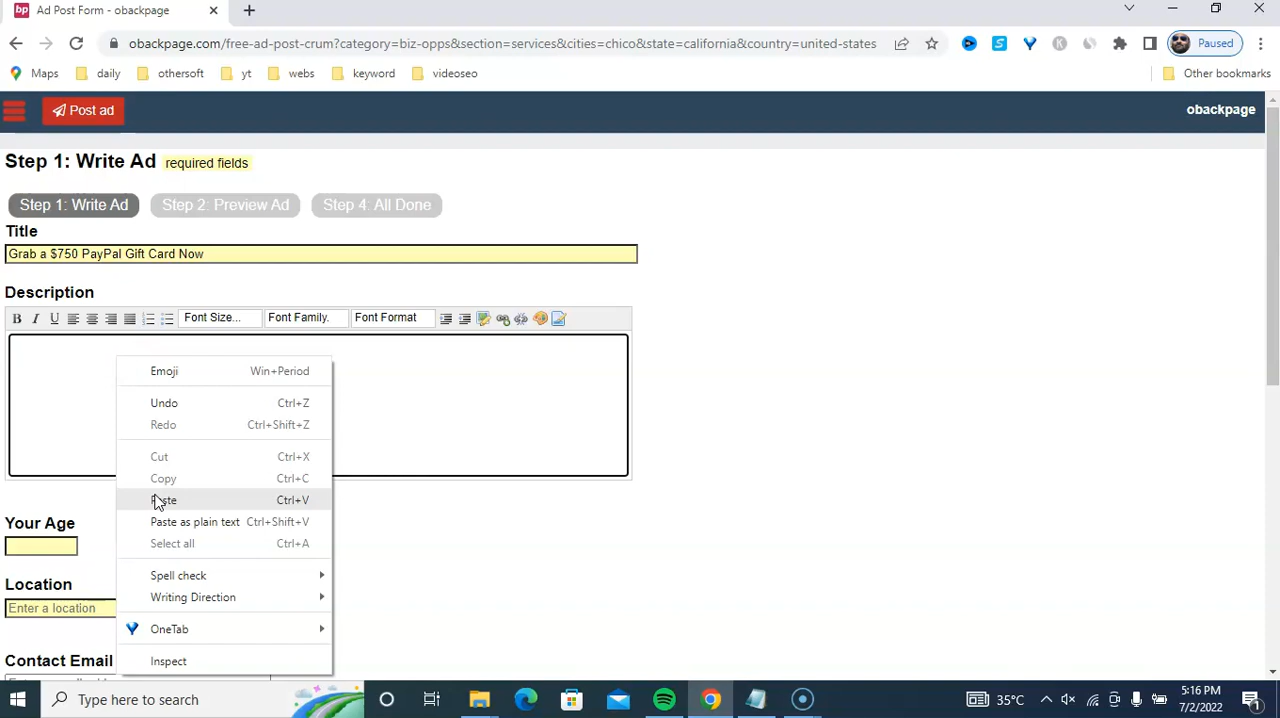 bp Ad Post Form - obackpage
obackpage.com/free-ad-post_crum?category=biz-opps&section=services&cities=chico&state=california&country=united-states
Paused
Maps daily othersoft yt webs keyword videoseo Other bookmarks
Post ad obackpage
Step 1: Write Ad required fields
Step 1: Write Ad Step 2: Preview Ad Step 4: All Done
Title
Grab a $750 PayPal Gift Card Now
Description
B I U Font Size... Font Family. Font Format
Emoji Win+Period
Undo Ctrl+Z
Redo Ctrl+Shift+Z
Cut Ctrl+X
Copy Ctrl+C
Paste Ctrl+V
Paste as plain text Ctrl+Shift+V
Select all Ctrl+A
Spell check
Writing Direction
OneTab
Inspect
Your Age
Location
Enter a location
Contact Email
Type here to search
35°C
5:16 PM
7/2/2022
1